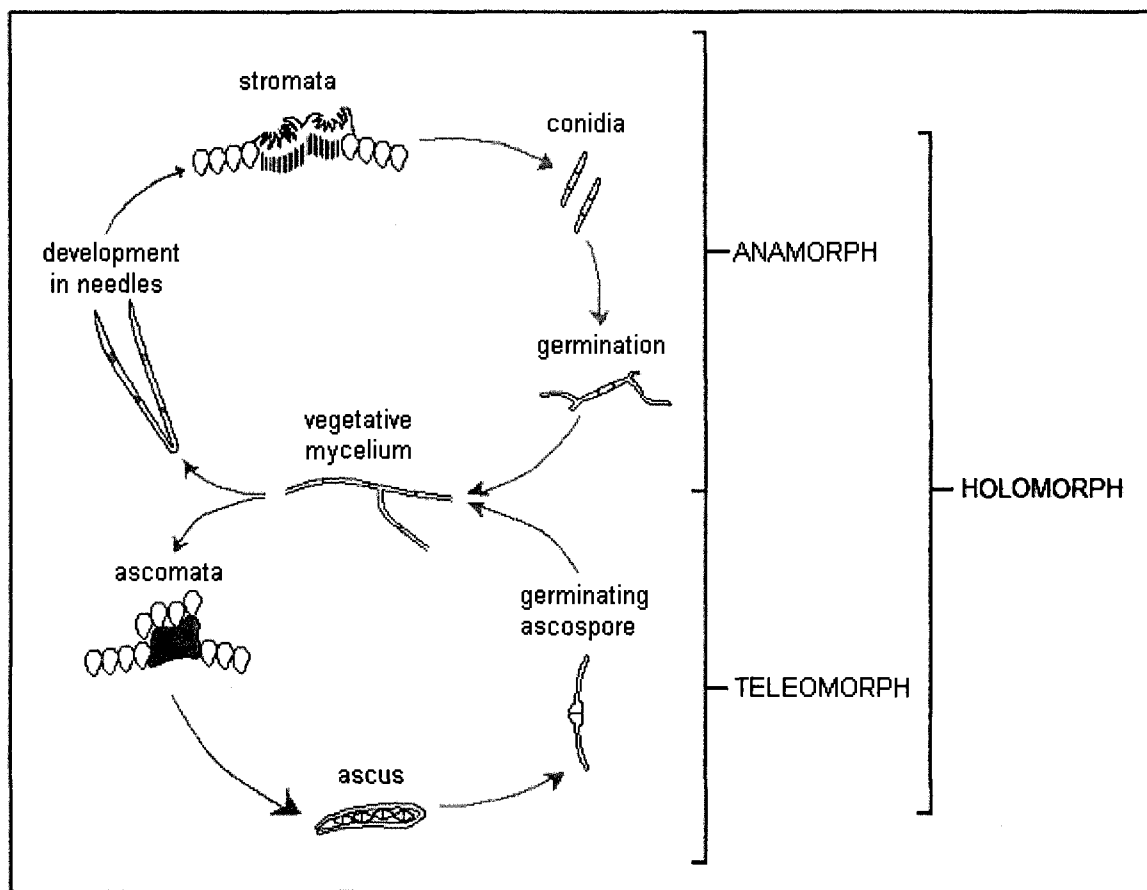 stromata
conidia
development
in needles
ANAMORPH
germination
vegetative
mycelium
HOLOMORPH
ascomata
germinating
ascospore
TELEOMORPH
ascus